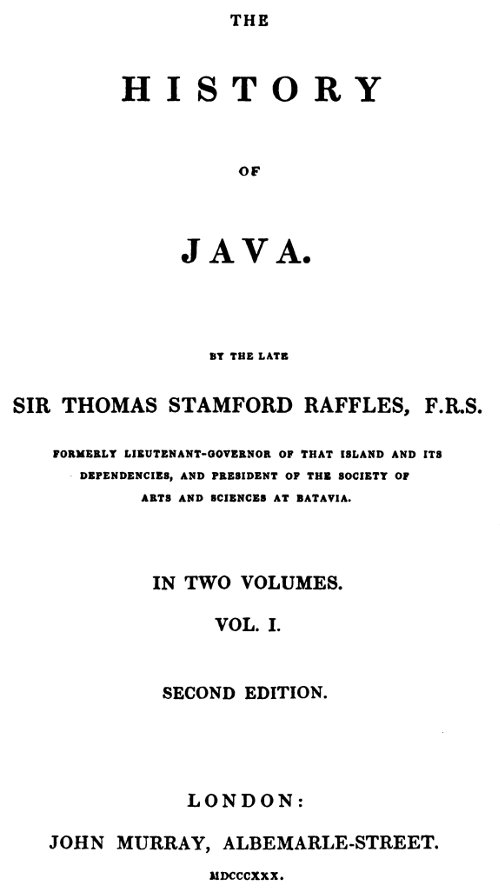 THE
HISTORY
OF
JAVA.
BY THE LATE
SIR THOMAS STAMFORD RAFFLES, F.R.S.
FORMERLY LIEUTENANT-GOVERNOR OF THAT ISLAND AND ITS
DEPENDENCIES, AND PRESIDENT OF THE SOCIETY OF
ARTS AND SCIENCES AT BATAVIA.
IN TWO VOLUMES.
VOL. I.
SECOND EDITION.
LONDON:
JOHN MURRAY, ALBEMARLE-STREET.
MDCCCXXX.